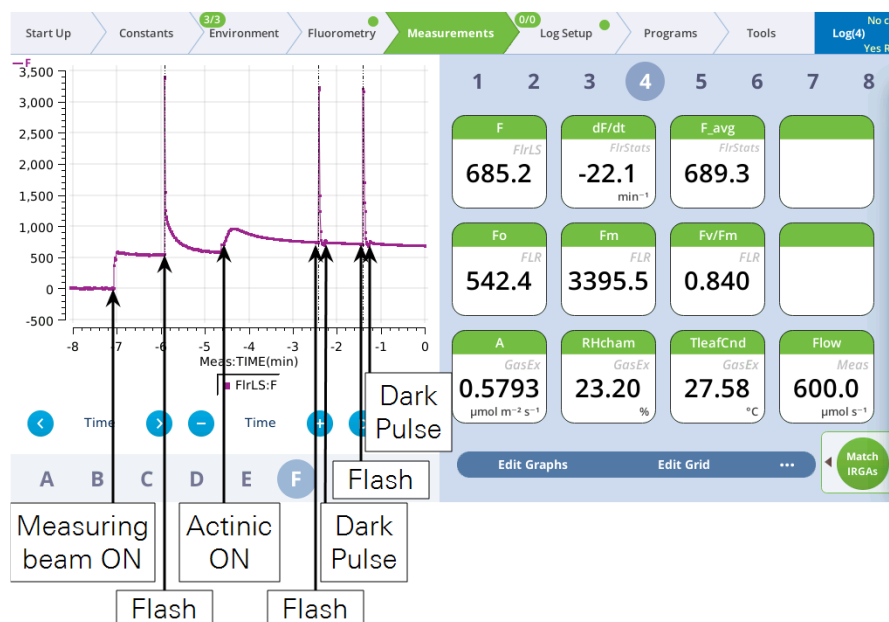 3/3
0/0
No c
Start Up Constants Environment Fluorometry Measurements Log Setup Programs Tools Log(4)
Yes R
F
3,500
3,000
2,500
2,000
1,500
1,000
500
0
-500
-8 -7 -6 -5 -4 -3 -2 -1 0
Meas:TIME(min)
FlrLS:F
Time Time
A B C D E F
1 2 3 4 5 6 7 8
F dF/dt F_avg
FlrLS FlrStats FlrStats
685.2 -22.1 689.3
min⁻¹
Fo Fm Fv/Fm
FLR FLR FLR
542.4 3395.5 0.840
A RHcham TleafCnd Flow
GasEx GasEx GasEx Meas
0.5793 23.20 27.58 600.0
µmol m⁻² s⁻¹ % °C µmol s⁻¹
Edit Graphs Edit Grid ...
Match
IRGAs
Dark
Pulse
Flash
Measuring
beam ON
Actinic
ON
Dark
Pulse
Flash
Flash